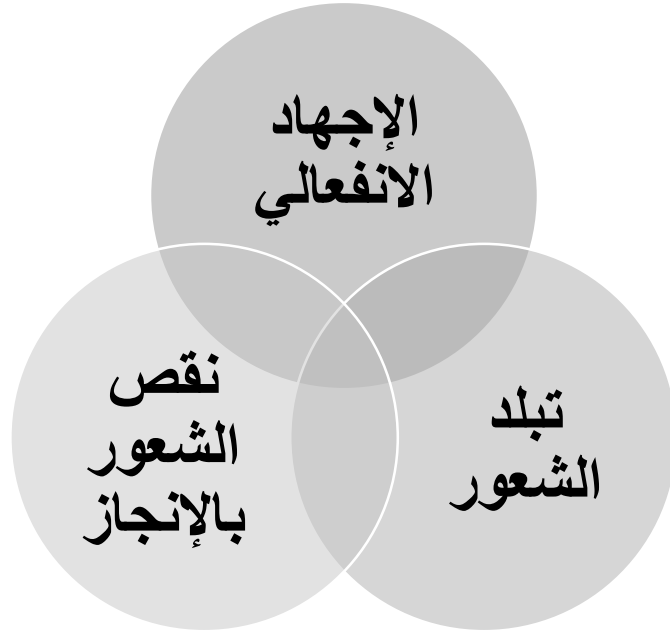 الإجهاد
الانفعالي
تبلد
الشعور
نقص
الشعور
بالإنجاز